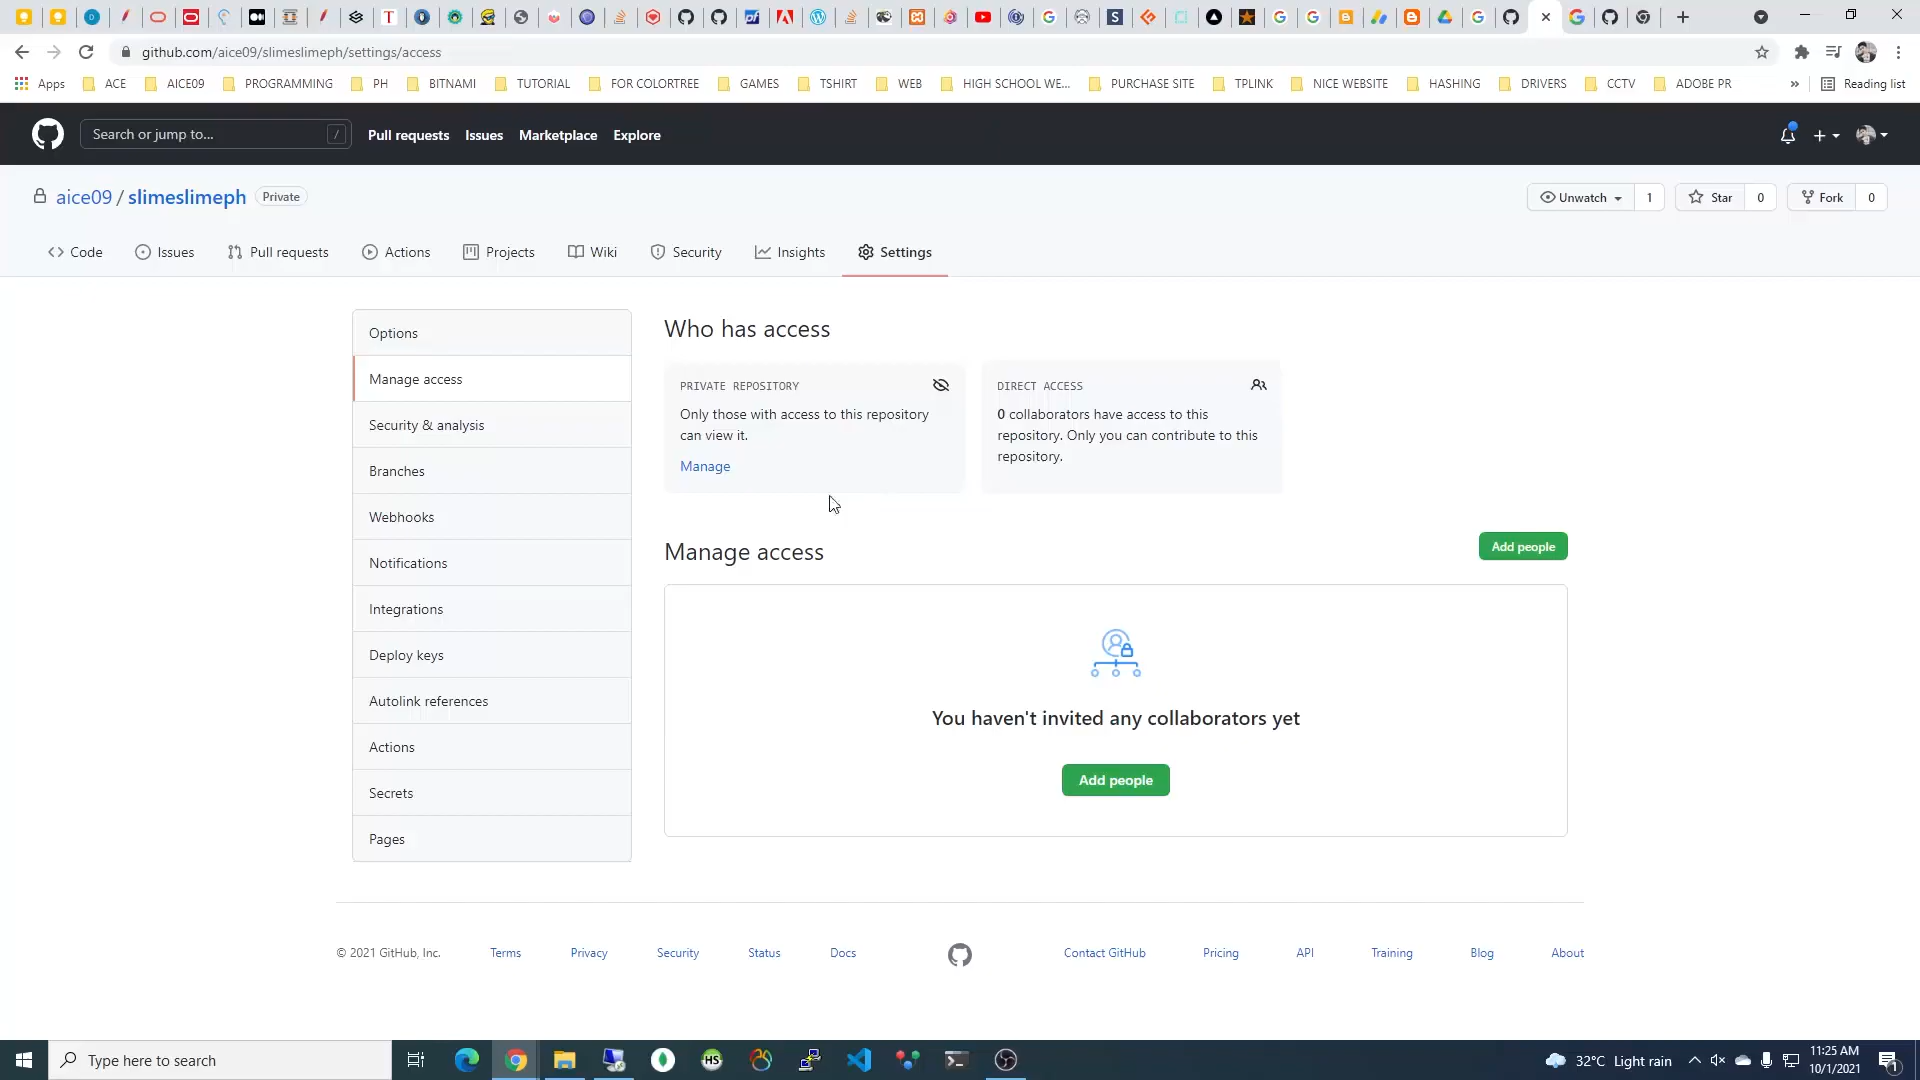 github.com/aice09/slimeslimeph/settings/access
Apps ACE AICE09 PROGRAMMING PH BITNAMI TUTORIAL FOR COLORTREE GAMES TSHIRT WEB HIGH SCHOOL WE... PURCHASE SITE TPLINK NICE WEBSITE HASHING DRIVERS CCTV ADOBE PR » Reading list
Search or jump to... / Pull requests Issues Marketplace Explore
aice09 / slimeslimeph Private Unwatch 1 Star 0 Fork 0
Code Issues Pull requests Actions Projects Wiki Security Insights Settings
Options
Manage access
Security & analysis
Branches
Webhooks
Notifications
Integrations
Deploy keys
Autolink references
Actions
Secrets
Pages
Who has access
PRIVATE REPOSITORY
Only those with access to this repository
can view it.
Manage
DIRECT ACCESS
0 collaborators have access to this
repository. Only you can contribute to this
repository.
Manage access
Add people
You haven't invited any collaborators yet
Add people
© 2021 GitHub, Inc. Terms Privacy Security Status Docs Contact GitHub Pricing API Training Blog About
Type here to search
32°C Light rain
11:25 AM
10/1/2021